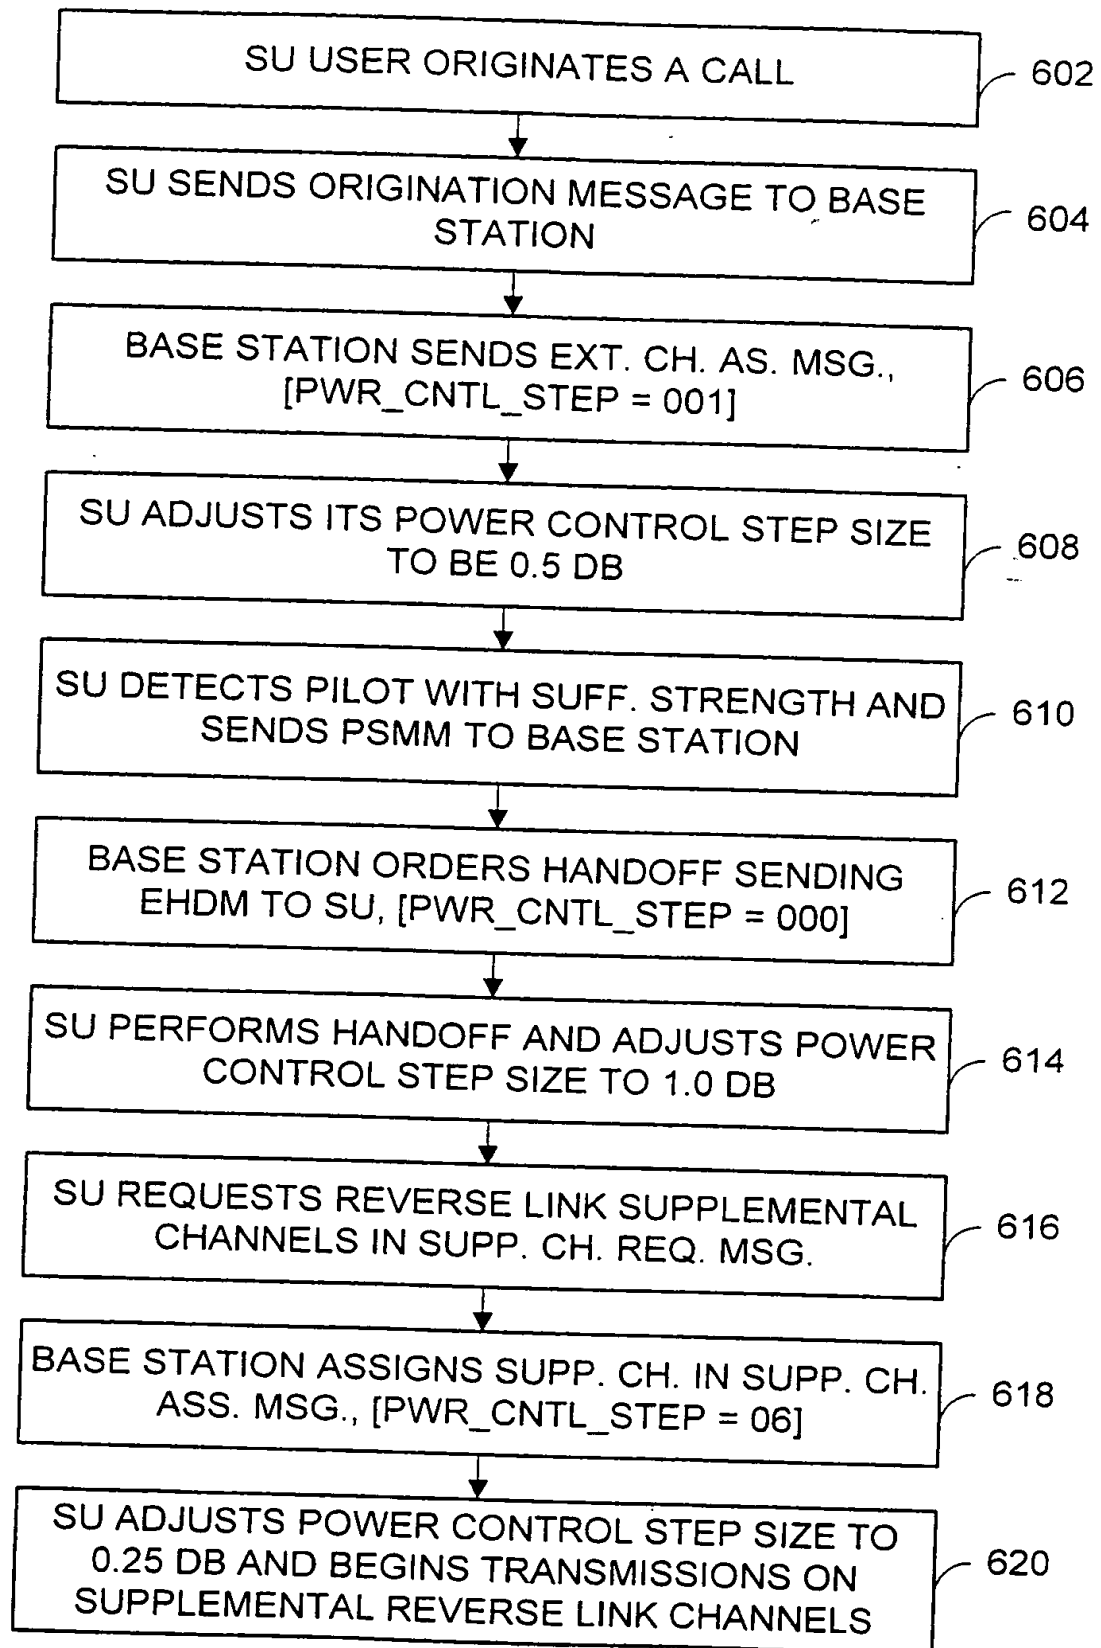 SU USER ORIGINATES A CALL
602
SU SENDS ORIGINATION MESSAGE TO BASE
STATION
604
BASE STATION SENDS EXT. CH. AS. MSG.,
[PWR_CNTL_STEP = 001]
606
SU ADJUSTS ITS POWER CONTROL STEP SIZE
TO BE 0.5 DB
608
SU DETECTS PILOT WITH SUFF. STRENGTH AND
SENDS PSMM TO BASE STATION
610
BASE STATION ORDERS HANDOFF SENDING
EHDM TO SU, [PWR_CNTL_STEP = 000]
612
SU PERFORMS HANDOFF AND ADJUSTS POWER
CONTROL STEP SIZE TO 1.0 DB
614
SU REQUESTS REVERSE LINK SUPPLEMENTAL
CHANNELS IN SUPP. CH. REQ. MSG.
616
BASE STATION ASSIGNS SUPP. CH. IN SUPP. CH.
ASS. MSG., [PWR_CNTL_STEP = 06]
618
SU ADJUSTS POWER CONTROL STEP SIZE TO
0.25 DB AND BEGINS TRANSMISSIONS ON
SUPPLEMENTAL REVERSE LINK CHANNELS
620